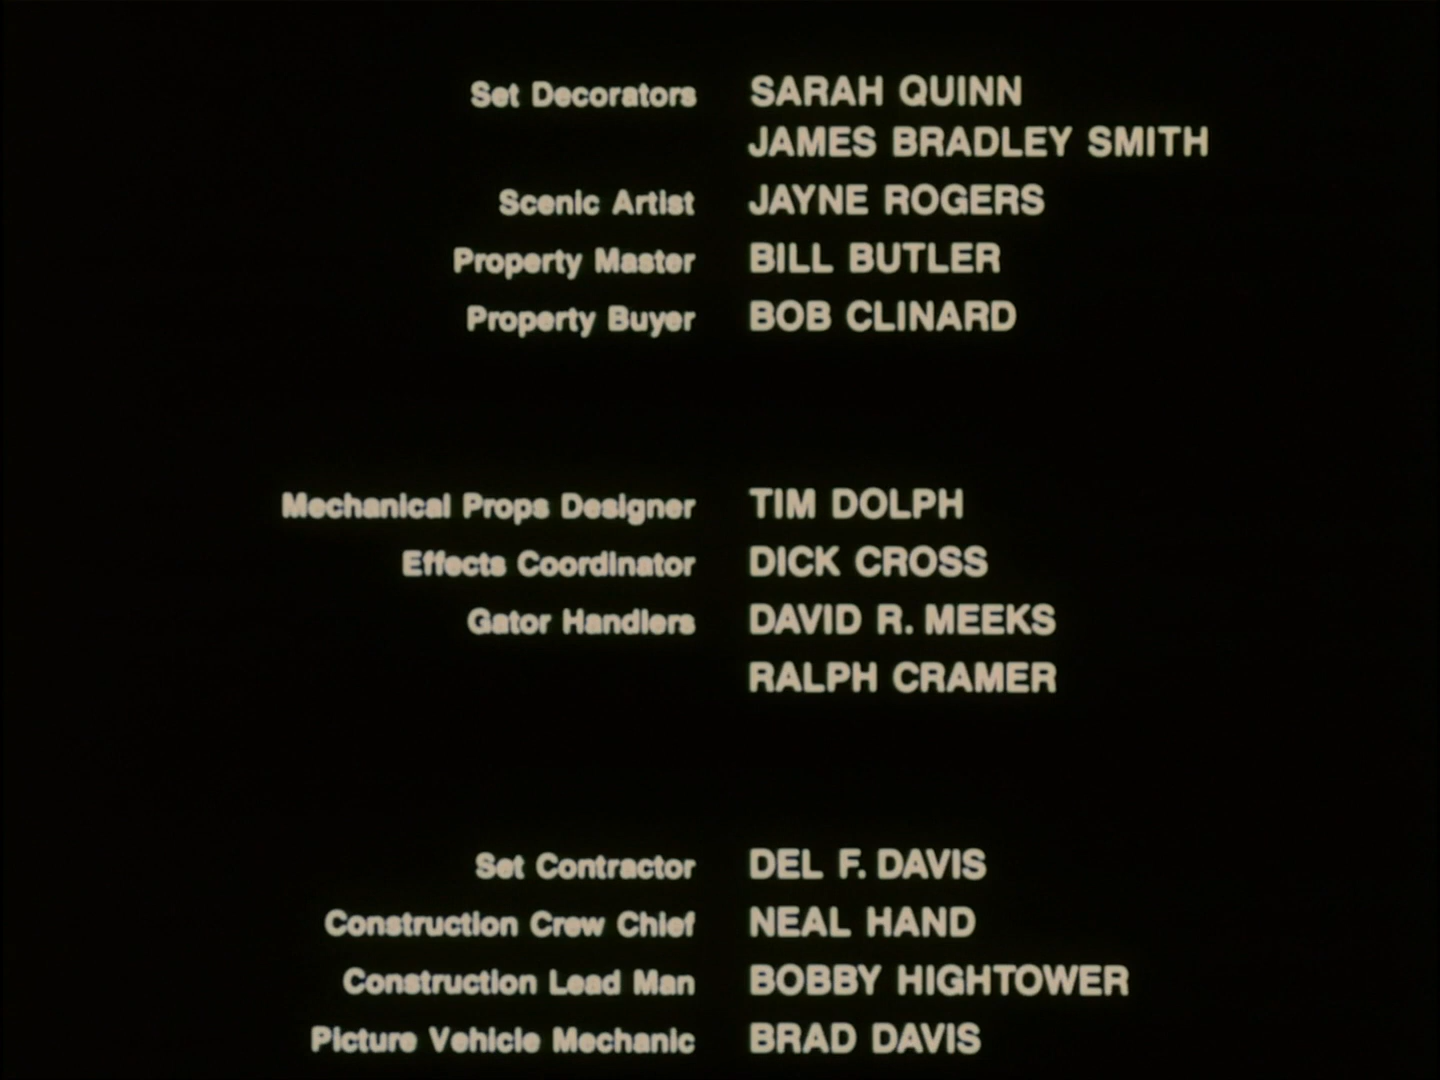 Set Decorators SARAH QUINN
JAMES BRADLEY SMITH
Scenic Artist JAYNE ROGERS
Property Master BILL BUTLER
Property Buyer BOB CLINARD
Mechanical Props Designer TIM DOLPH
Effects Coordinator DICK CROSS
Gator Handlers DAVID R. MEEKS
RALPH CRAMER
Set Contractor DEL F. DAVIS
Construction Crew Chief NEAL HAND
Construction Lead Man BOBBY HIGHTOWER
Picture Vehicle Mechanic BRAD DAVIS